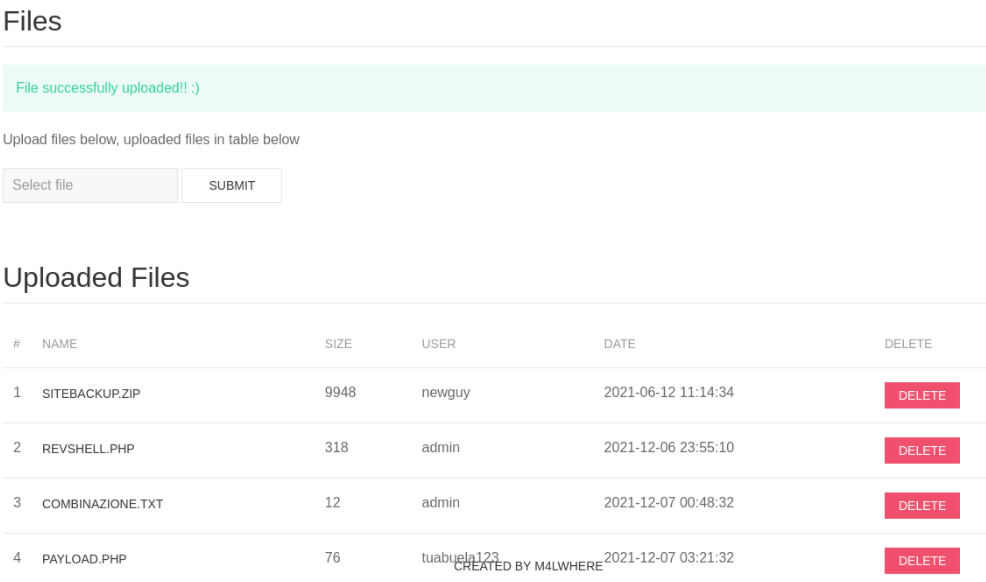 Files
File successfully uploaded!! :)
Upload files below, uploaded files in table below
Select file SUBMIT
Uploaded Files
# NAME SIZE USER DATE DELETE
1 SITEBACKUP.ZIP 9948 newguy 2021-06-12 11:14:34 DELETE
2 REVSHELL.PHP 318 admin 2021-12-06 23:55:10 DELETE
3 COMBINAZIONE.TXT 12 admin 2021-12-07 00:48:32 DELETE
4 PAYLOAD.PHP 76 tuabuela123 2021-12-07 03:21:32 DELETE
CREATED BY M4LWHERE